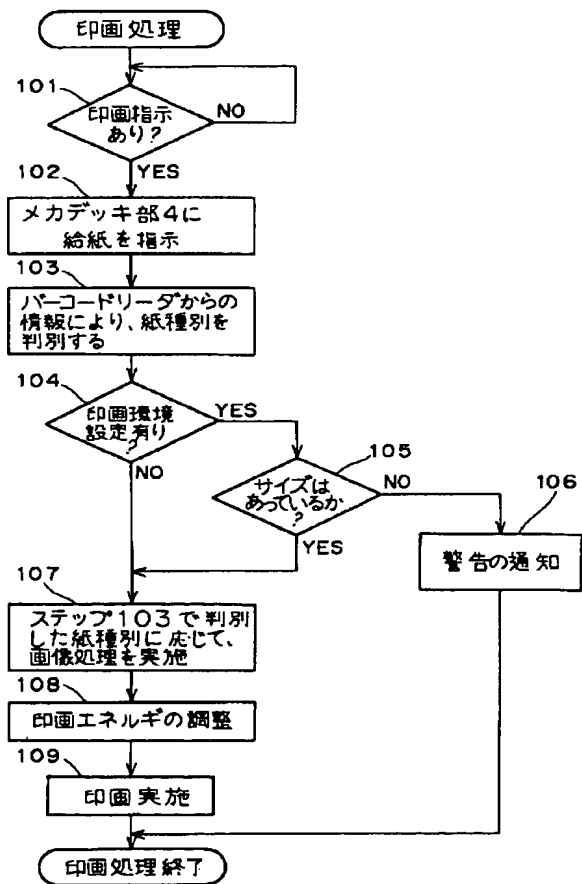 印画処理
101
印画指示
あり?
NO
YES
102
メカデッキ部4に
給紙を指示
103
バーコードリーダからの
情報により、紙種別を
判別する
104
印画環境
設定有り
?
YES
NO
105
サイズは
あっているか
?
NO
YES
106
警告の通知
107
ステップ103で判別
した紙種別に応じて、
画像処理を実施
108
印画エネルギの調整
109
印画実施
印画処理終了